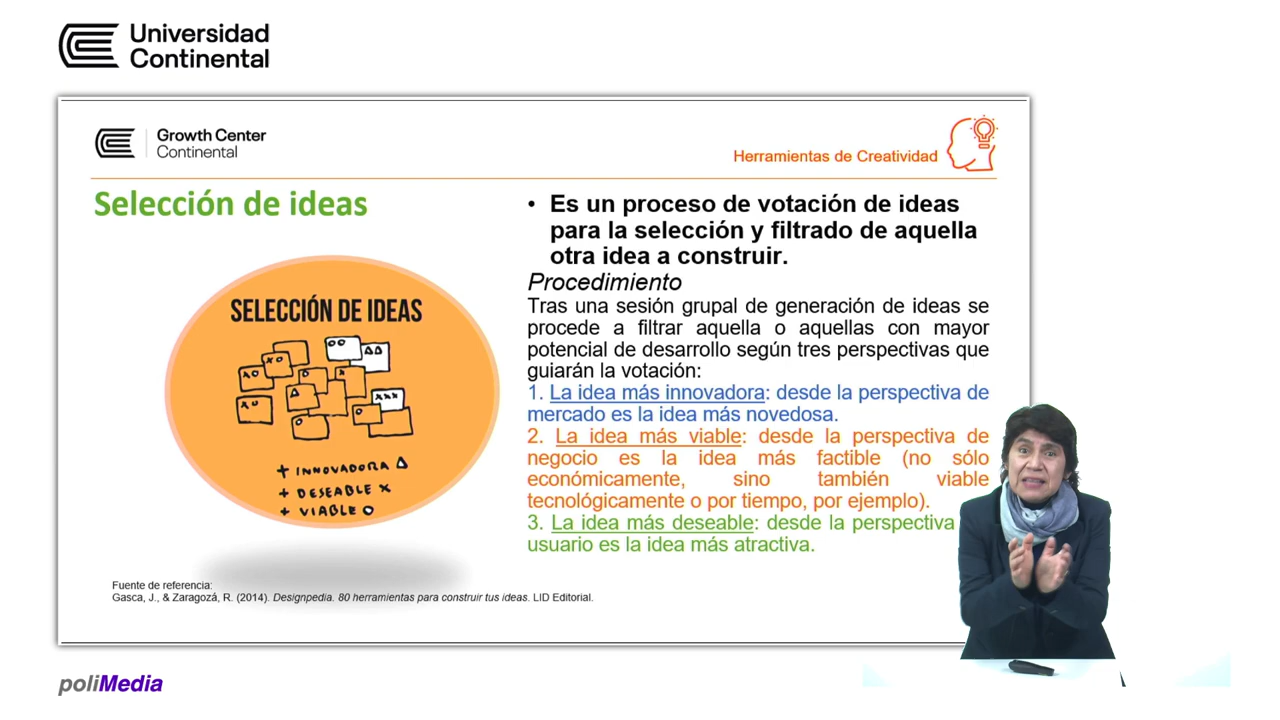 Universidad
Continental
Growth Center
Continental
Herramientas de Creatividad
Selección de ideas
• Es un proceso de votación de ideas
para la selección y filtrado de aquella
otra idea a construir.
Procedimiento
Tras una sesión grupal de generación de ideas se
procede a filtrar aquella o aquellas con mayor
potencial de desarrollo según tres perspectivas que
guiarán la votación:
1. La idea más innovadora: desde la perspectiva de
mercado es la idea más novedosa.
2. La idea más viable: desde la perspectiva de
negocio es la idea más factible (no sólo
económicamente, sino también viable
tecnológicamente o por tiempo, por ejemplo).
3. La idea más deseable: desde la perspectiva
usuario es la idea más atractiva.
SELECCIÓN DE IDEAS
+ INNOVADORA Δ
+ DESEABLE X
+ VIABLE O
Fuente de referencia:
Gasca, J., & Zaragozá, R. (2014). Designpedia. 80 herramientas para construir tus ideas. LID Editorial.
poliMedia